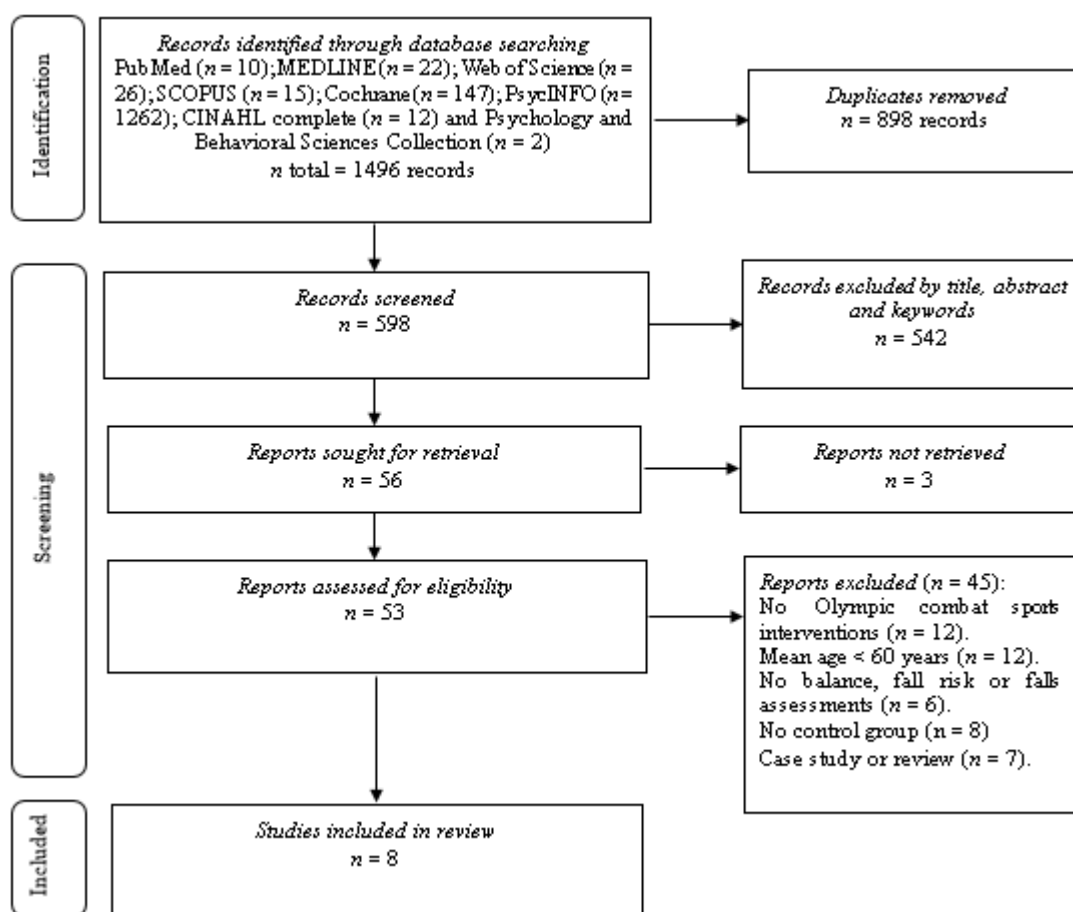 Identification
Records identified through database searching
PubMed (n = 10); MEDLINE (n = 22); Web of Science (n =
26); SCOPUS (n = 15); Cochrane (n = 147); PsycINFO (n=
1262); CINAHL complete (n = 12) and Psychology and
Behavioral Sciences Collection (n = 2)
n total = 1496 records
Duplicates removed
n = 898 records
Screening
Records screened
n = 598
Records excluded by title, abstract
and keywords
n = 542
Reports sought for retrieval
n = 56
Reports not retrieved
n = 3
Reports assessed for eligibility
n = 53
Reports excluded (n = 45):
No Olympic combat sports
interventions (n = 12).
Mean age < 60 years (n = 12).
No balance, fall risk or falls
assessments (n = 6).
No control group (n = 8)
Case study or review (n = 7).
Included
Studies included in review
n = 8